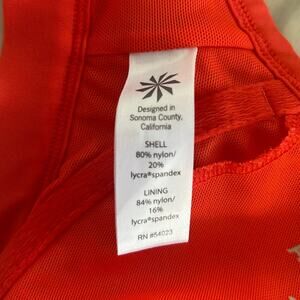 Designed in
Sonoma County,
California
SHELL
80% nylon/
20%
lycra®spandex
LINING
84% nylon/
16%
lycra®spandex
RN #54023